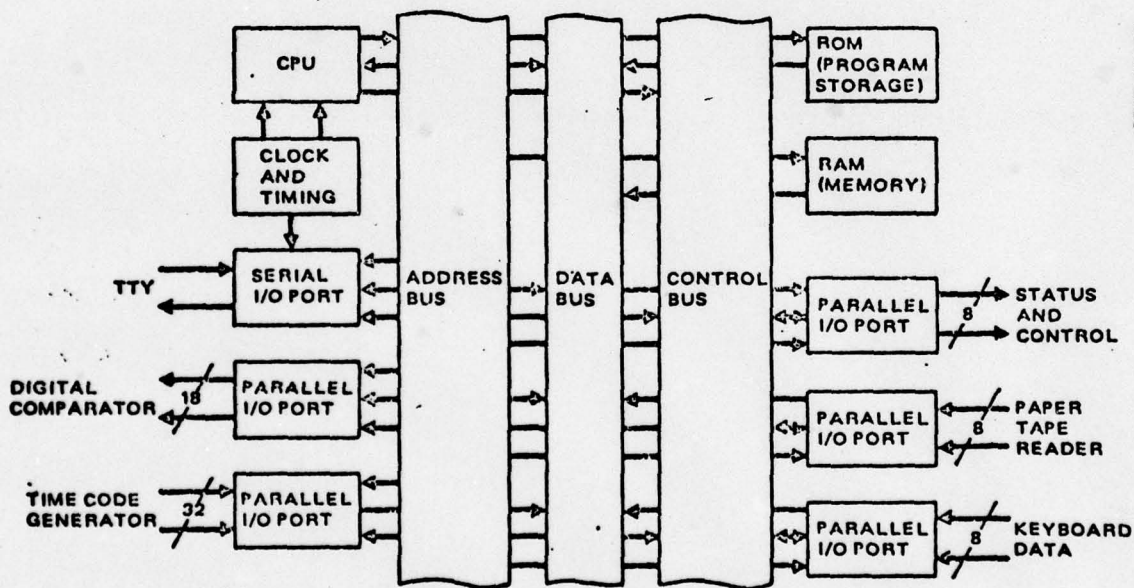 CPU
CLOCK
AND
TIMING
TTY
SERIAL
I/O PORT
DIGITAL
COMPARATOR
18
PARALLEL
I/O PORT
TIME CODE
GENERATOR
32
PARALLEL
I/O PORT
ADDRESS
BUS
DATA
BUS
CONTROL
BUS
ROM
(PROGRAM
STORAGE)
RAM
(MEMORY)
PARALLEL
I/O PORT
8
STATUS
AND
CONTROL
PARALLEL
I/O PORT
8
PAPER
TAPE
READER
PARALLEL
I/O PORT
8
KEYBOARD
DATA